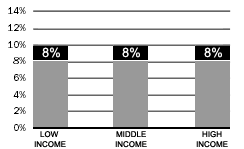 14%
12%
10%
8%
6%
4%
2%
0%
8% 8% 8%
LOW INCOME
MIDDLE INCOME
HIGH INCOME